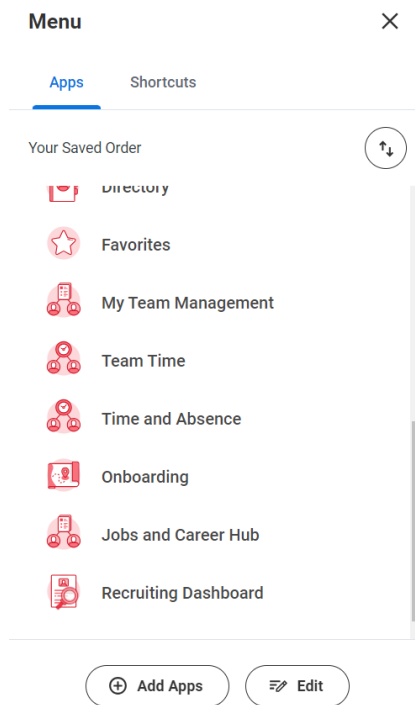 Menu
Apps Shortcuts
Your Saved Order
Directory
Favorites
My Team Management
Team Time
Time and Absence
Onboarding
Jobs and Career Hub
Recruiting Dashboard
Add Apps Edit